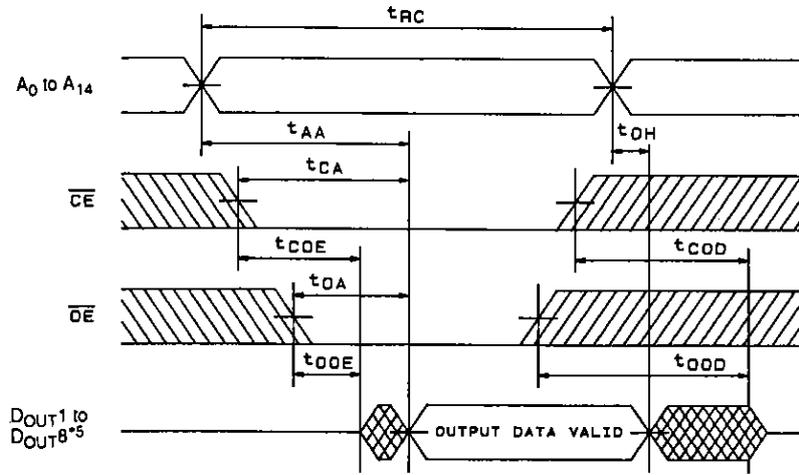 tRC
A0 to A14
tAA
tOH
tCA
CE
tCOE
tCOD
tOA
OE
tOOE
tOOD
DOUT1 to
DOUT8*5
OUTPUT DATA VALID